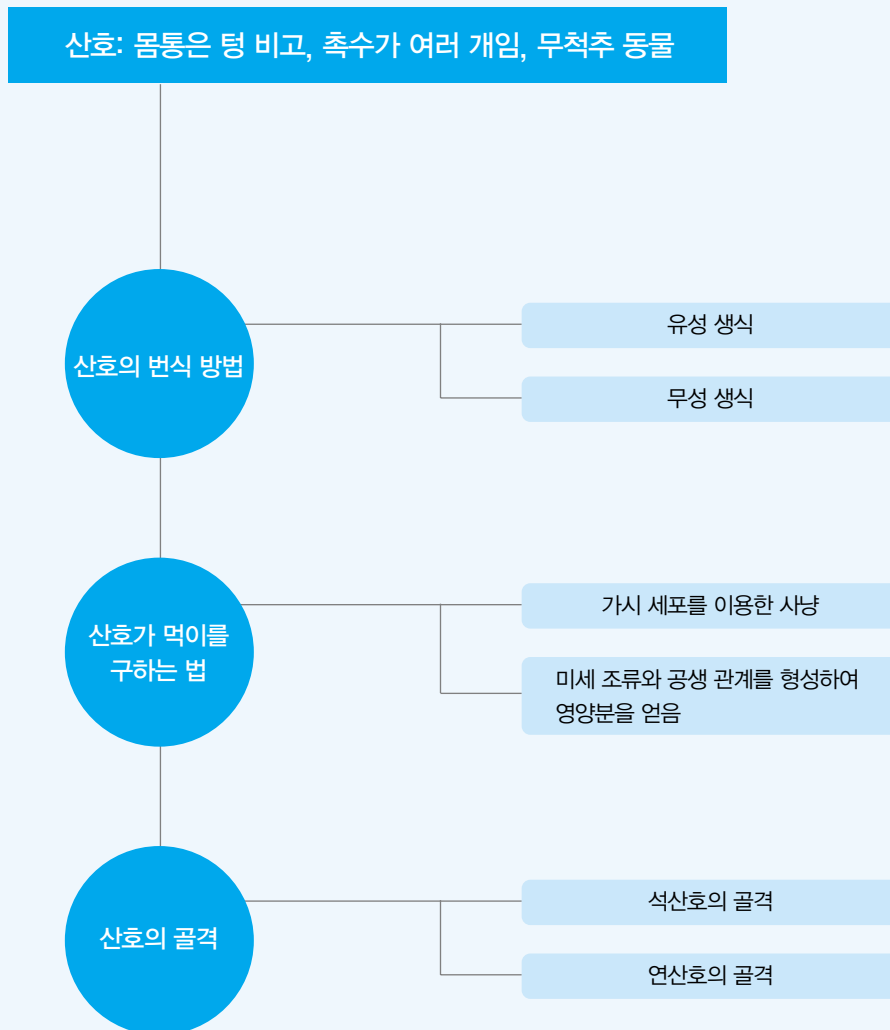 산호: 몸통은 텅 비고, 촉수가 여러 개임, 무척추 동물
산호의 번식 방법
유성 생식
무성 생식
산호가 먹이를
구하는 법
가시 세포를 이용한 사냥
미세 조류와 공생 관계를 형성하여
영양분을 얻음
산호의 골격
석산호의 골격
연산호의 골격